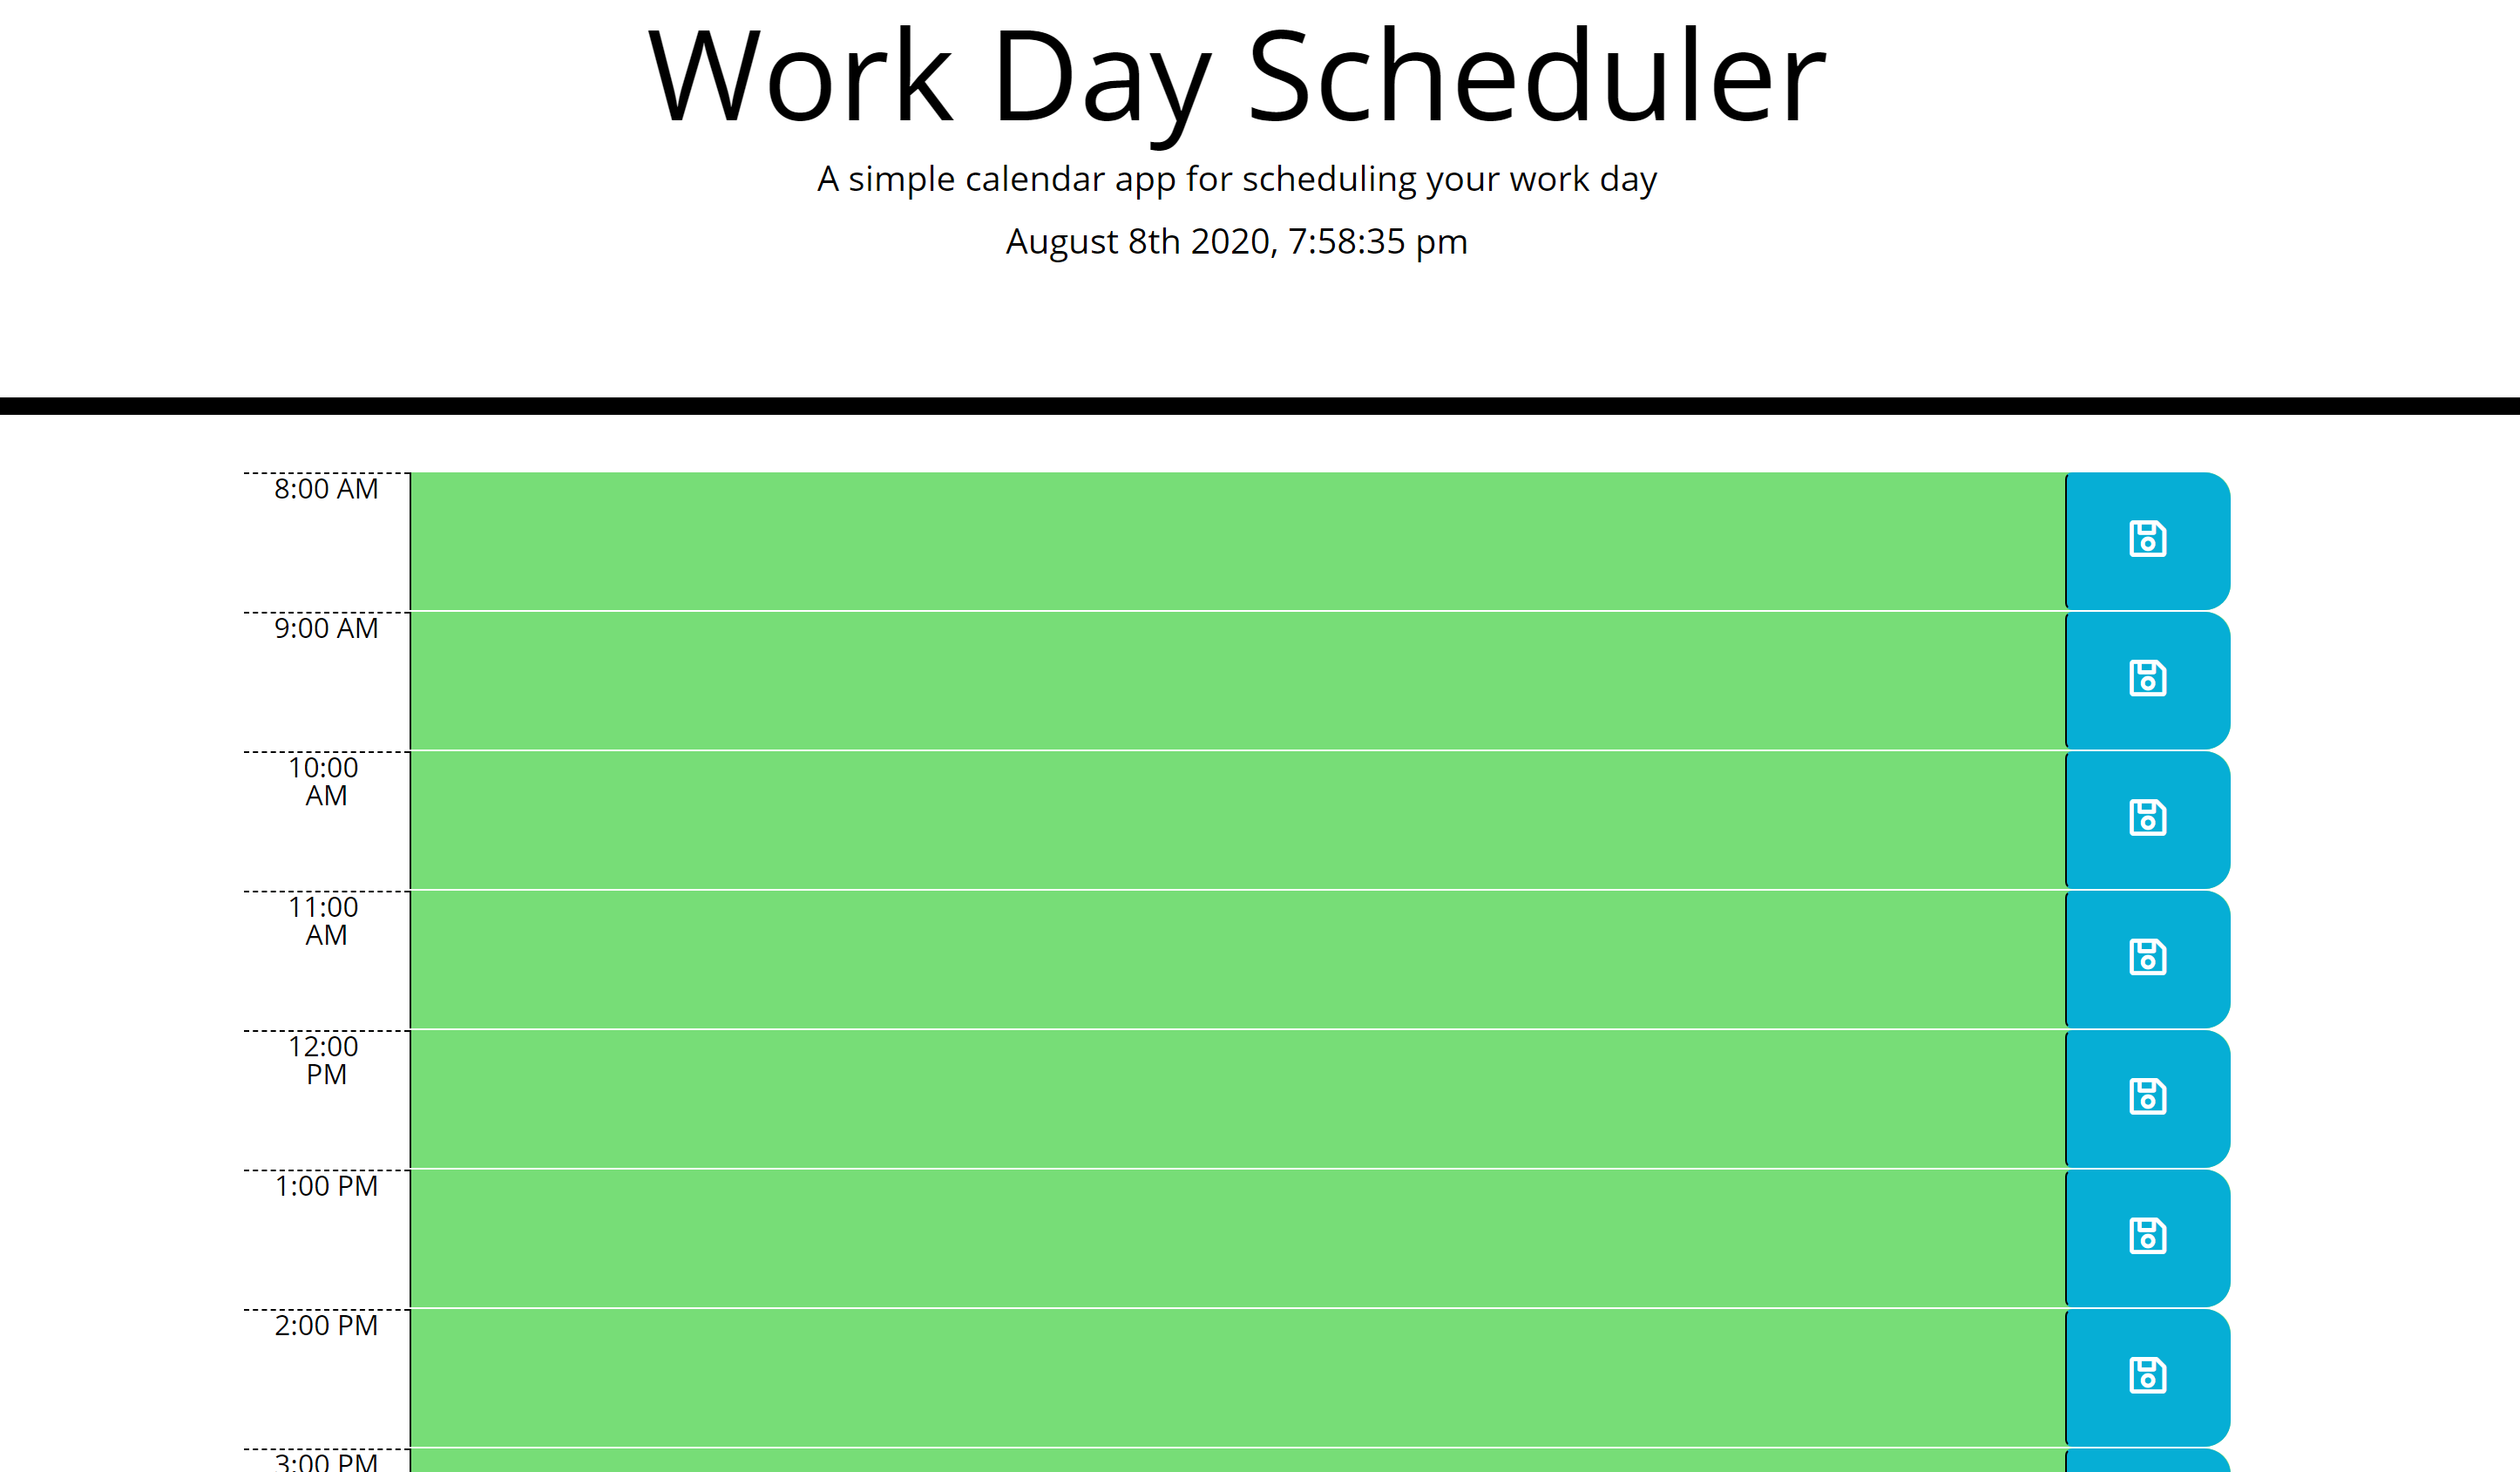 Work Day Scheduler
A simple calendar app for scheduling your work day
August 8th 2020, 7:58:35 pm
8:00 AM
9:00 AM
10:00
AM
11:00
AM
12:00
PM
1:00 PM
2:00 PM
3:00 PM